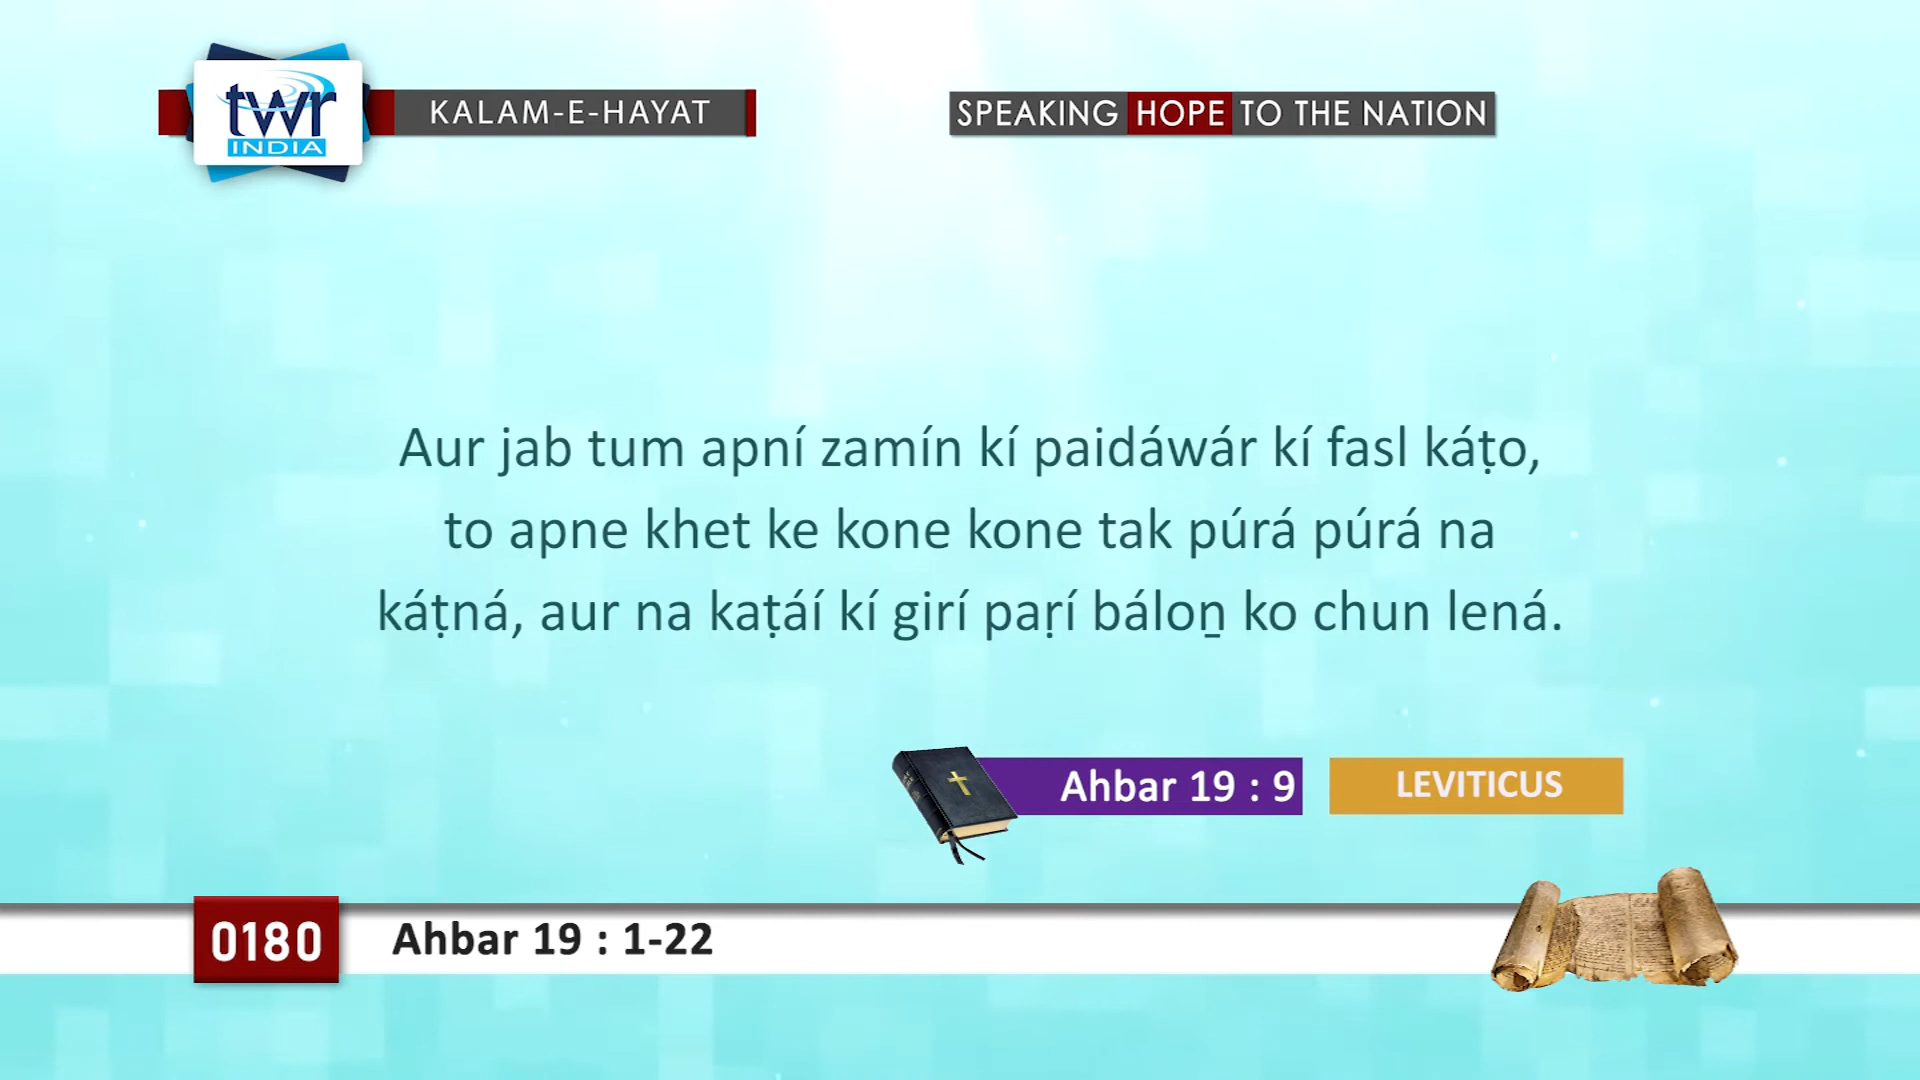 twr
INDIA
KALAM-E-HAYAT
SPEAKING HOPE TO THE NATION
Aur jab tum apní zamín kí paidáwár kí fasl káṭo,
to apne khet ke kone kone tak púrá púrá na
káṭná, aur na kaṭáí kí girí paṛí báloṉ ko chun lená.
Ahbar 19 : 9
LEVITICUS
0180
Ahbar 19 : 1-22